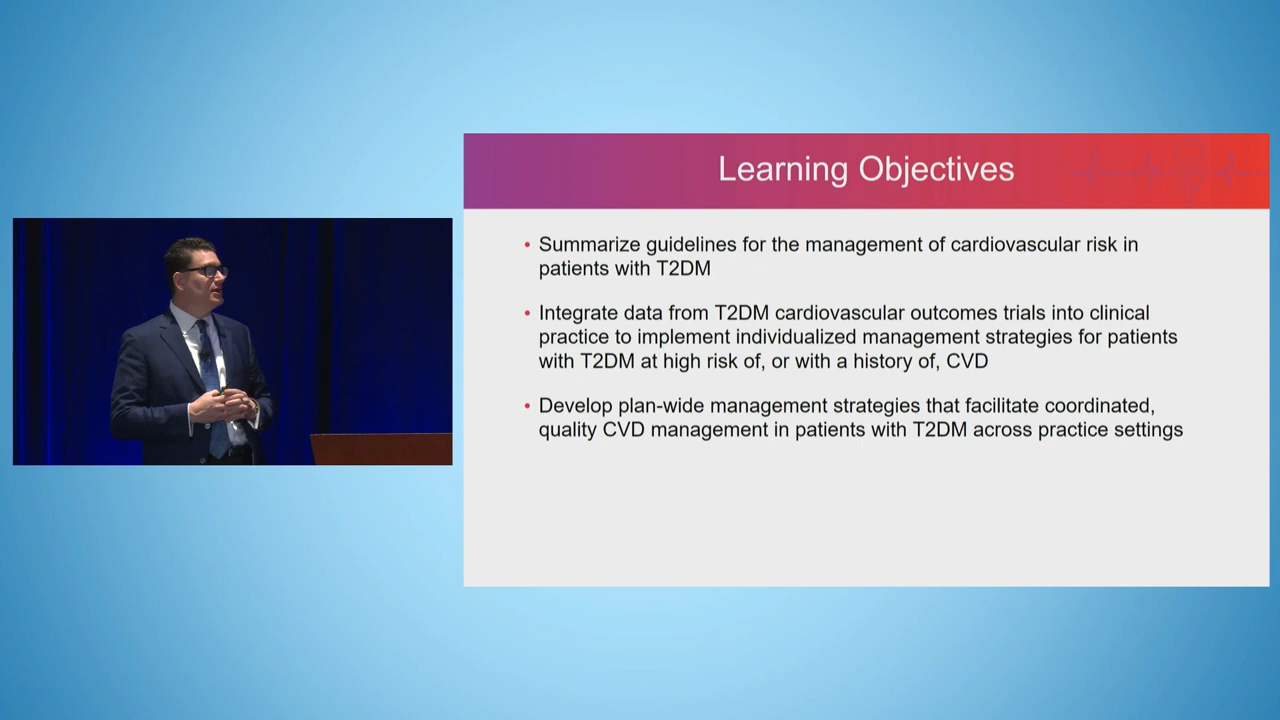 Learning Objectives
• Summarize guidelines for the management of cardiovascular risk in
patients with T2DM
• Integrate data from T2DM cardiovascular outcomes trials into clinical
practice to implement individualized management strategies for patients
with T2DM at high risk of, or with a history of, CVD
• Develop plan-wide management strategies that facilitate coordinated,
quality CVD management in patients with T2DM across practice settings